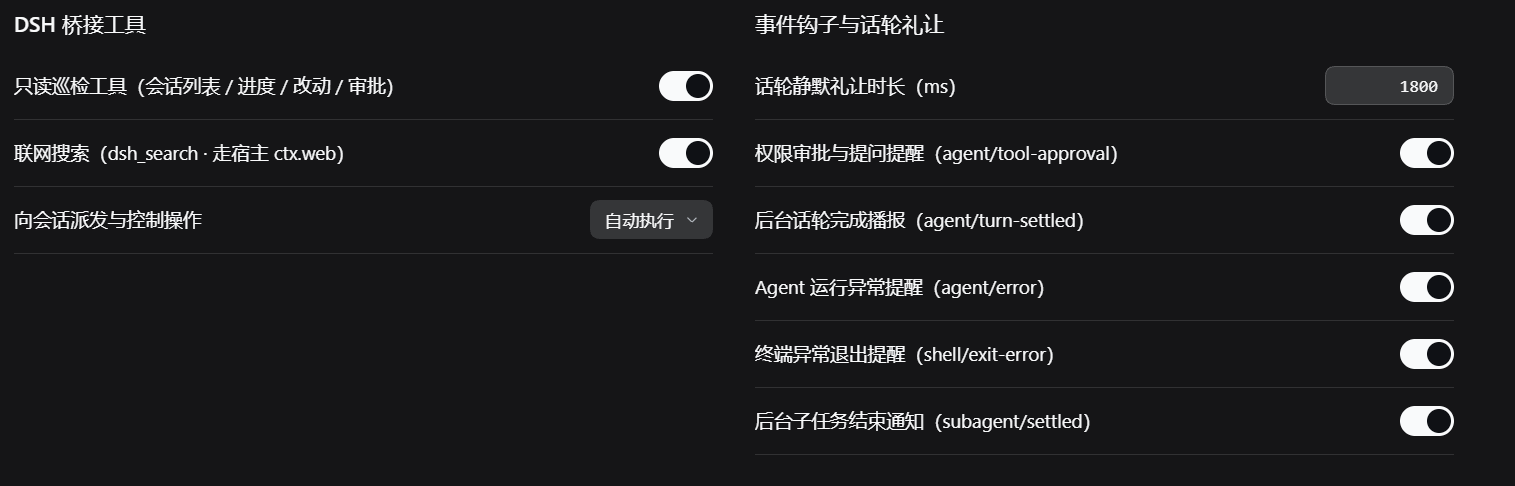 DSH 桥接工具
只读巡检工具（会话列表 / 进度 / 改动 / 审批）
联网搜索（dsh_search · 走宿主 ctx.web）
向会话派发与控制操作
自动执行
事件钩子与话轮礼让
话轮静默礼让时长（ms）
1800
权限审批与提问提醒（agent/tool-approval）
后台话轮完成播报（agent/turn-settled）
Agent 运行异常提醒（agent/error）
终端异常退出提醒（shell/exit-error）
后台子任务结束通知（subagent/settled）